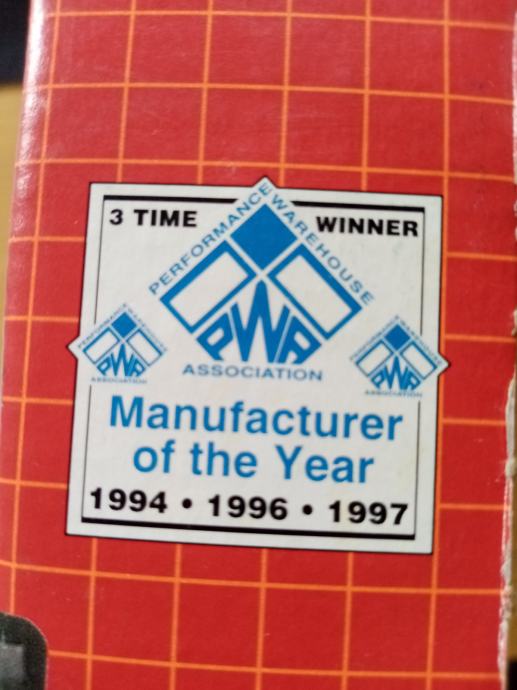 3 TIME WINNER
PERFORMANCE WAREHOUSE
PWA
ASSOCIATION
PERFORMANCE WAREHOUSE
PWA
ASSOCIATION
PERFORMANCE WAREHOUSE
PWA
ASSOCIATION
Manufacturer
of the Year
1994 • 1996 • 1997